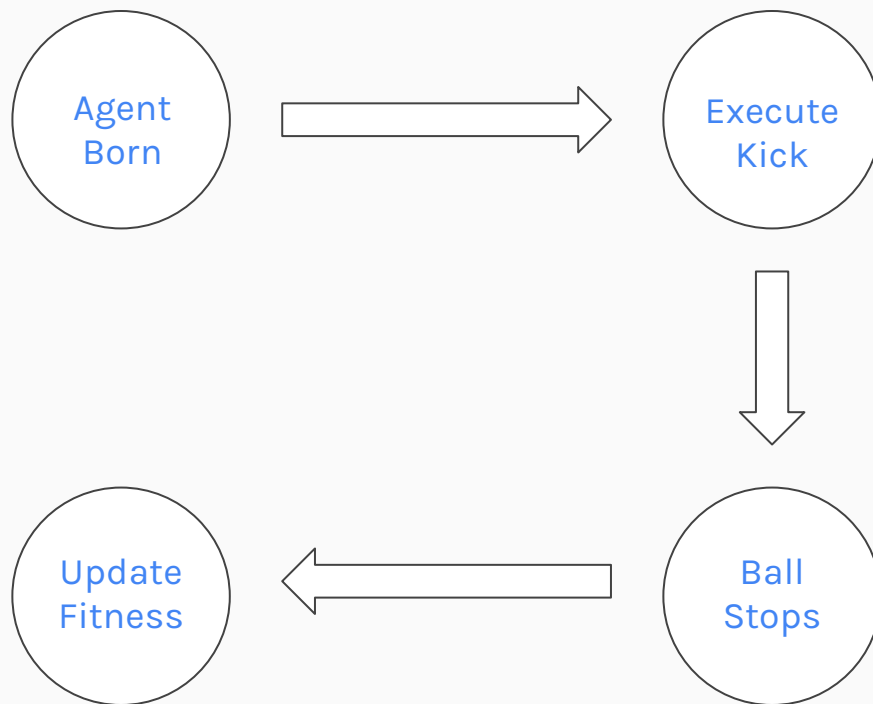 Agent
Born
Execute
Kick
Update
Fitness
Ball
Stops